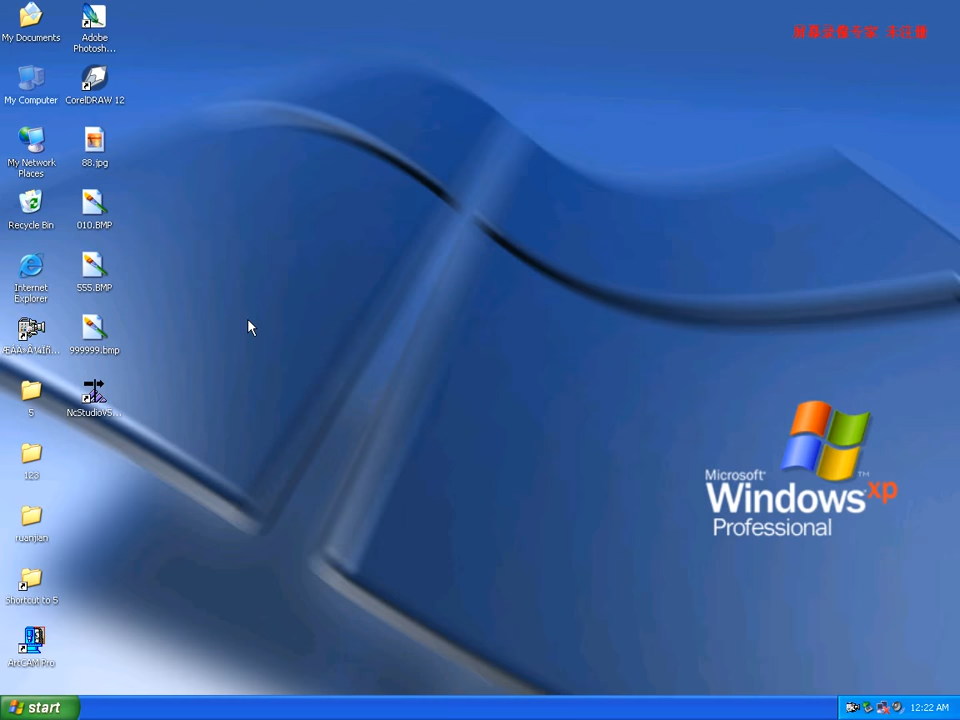 My Documents
Adobe
Photosh...
屏幕录像专家 未注册
My Computer
CorelDRAW 12
My Network
Places
88.jpg
Recycle Bin
010.BMP
Internet
Explorer
555.BMP
999999.bmp
5
NcStudioV5...
123
ruanjian
Shortcut to 5
ArtCAM Pro
Microsoft
Windows xp
Professional
TM
start
12:22 AM